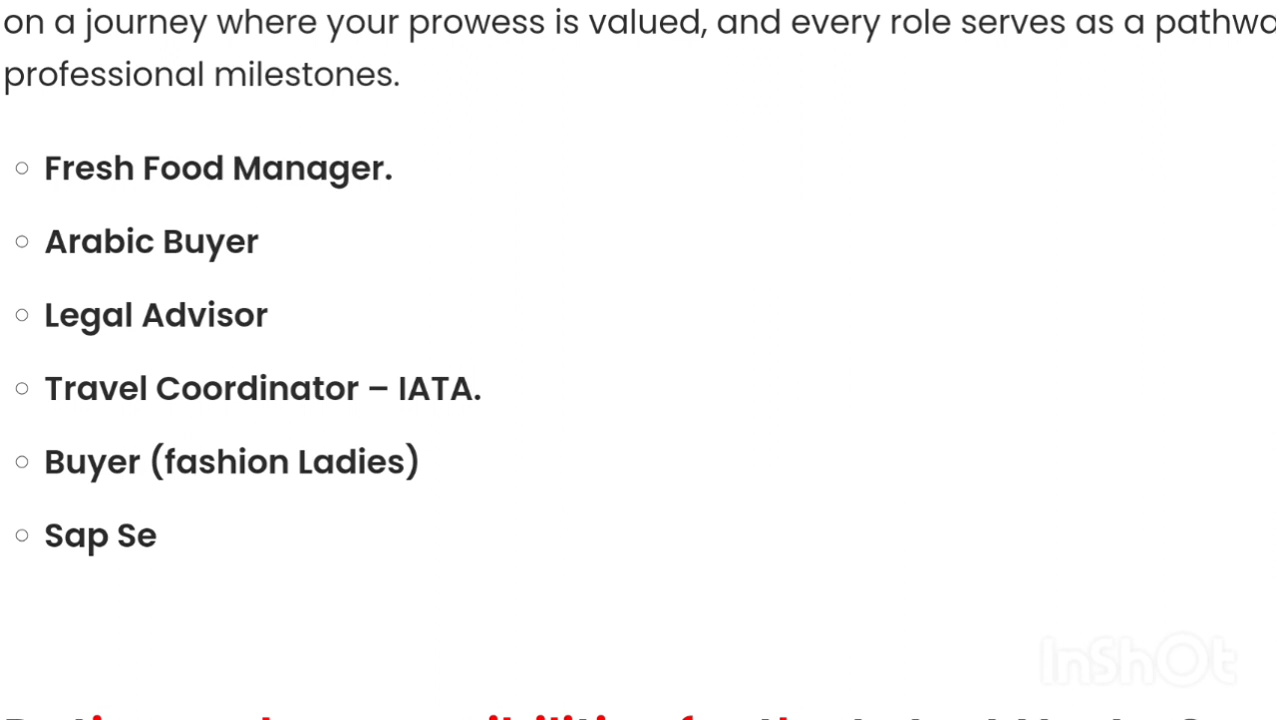 on a journey where your prowess is valued, and every role serves as a
professional milestones.
Fresh Food Manager.
Arabic Buyer
Legal Advisor
Travel Coordinator – IATA.
Buyer (fashion Ladies)
Sap Se
InShOt